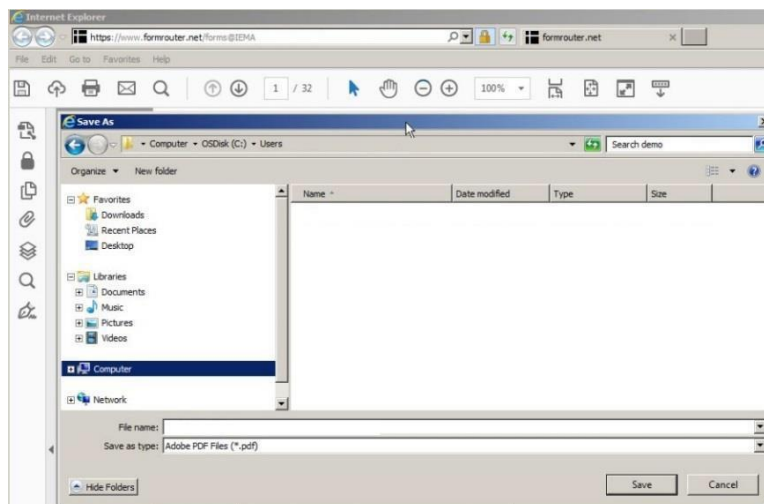 Internet Explorer
https://www.formrouter.net/forms@IEMA
formrouter.net
File Edit Go to Favorites Help
1 / 32
100%
Save As
Computer OSDisk (C:) Users
Search demo
Organize New folder
Favorites
Downloads
Recent Places
Desktop
Libraries
Documents
Music
Pictures
Videos
Computer
Network
Name Date modified Type Size
File name:
Save as type: Adobe PDF Files (*.pdf)
Hide Folders
Save Cancel